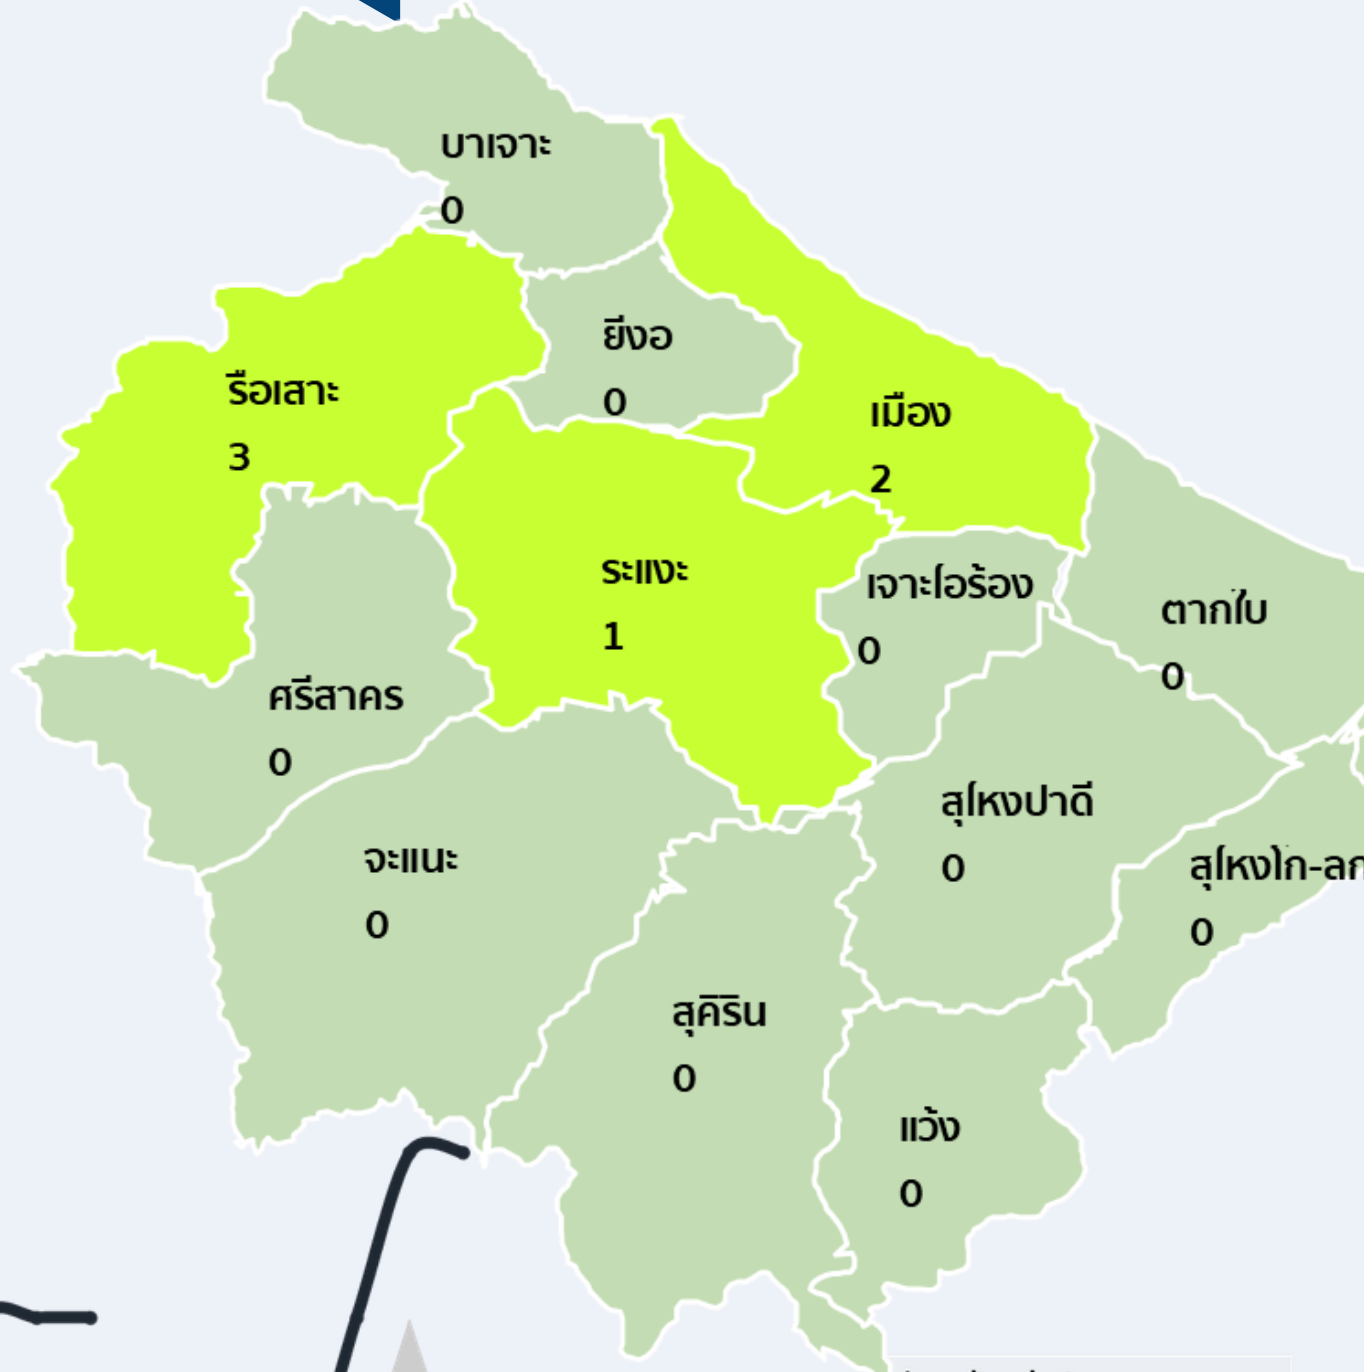 บาเจาะ
0
ยีงอ
0
รือเสาะ
3
เมือง
2
ระแงะ
1
เจาะไอร้อง
0
ตากใบ
0
ศรีสาคร
0
สุไหงปาดี
0
จะแนะ
0
สุไหงโก-ลก
0
สุคิริน
0
แว้ง
0